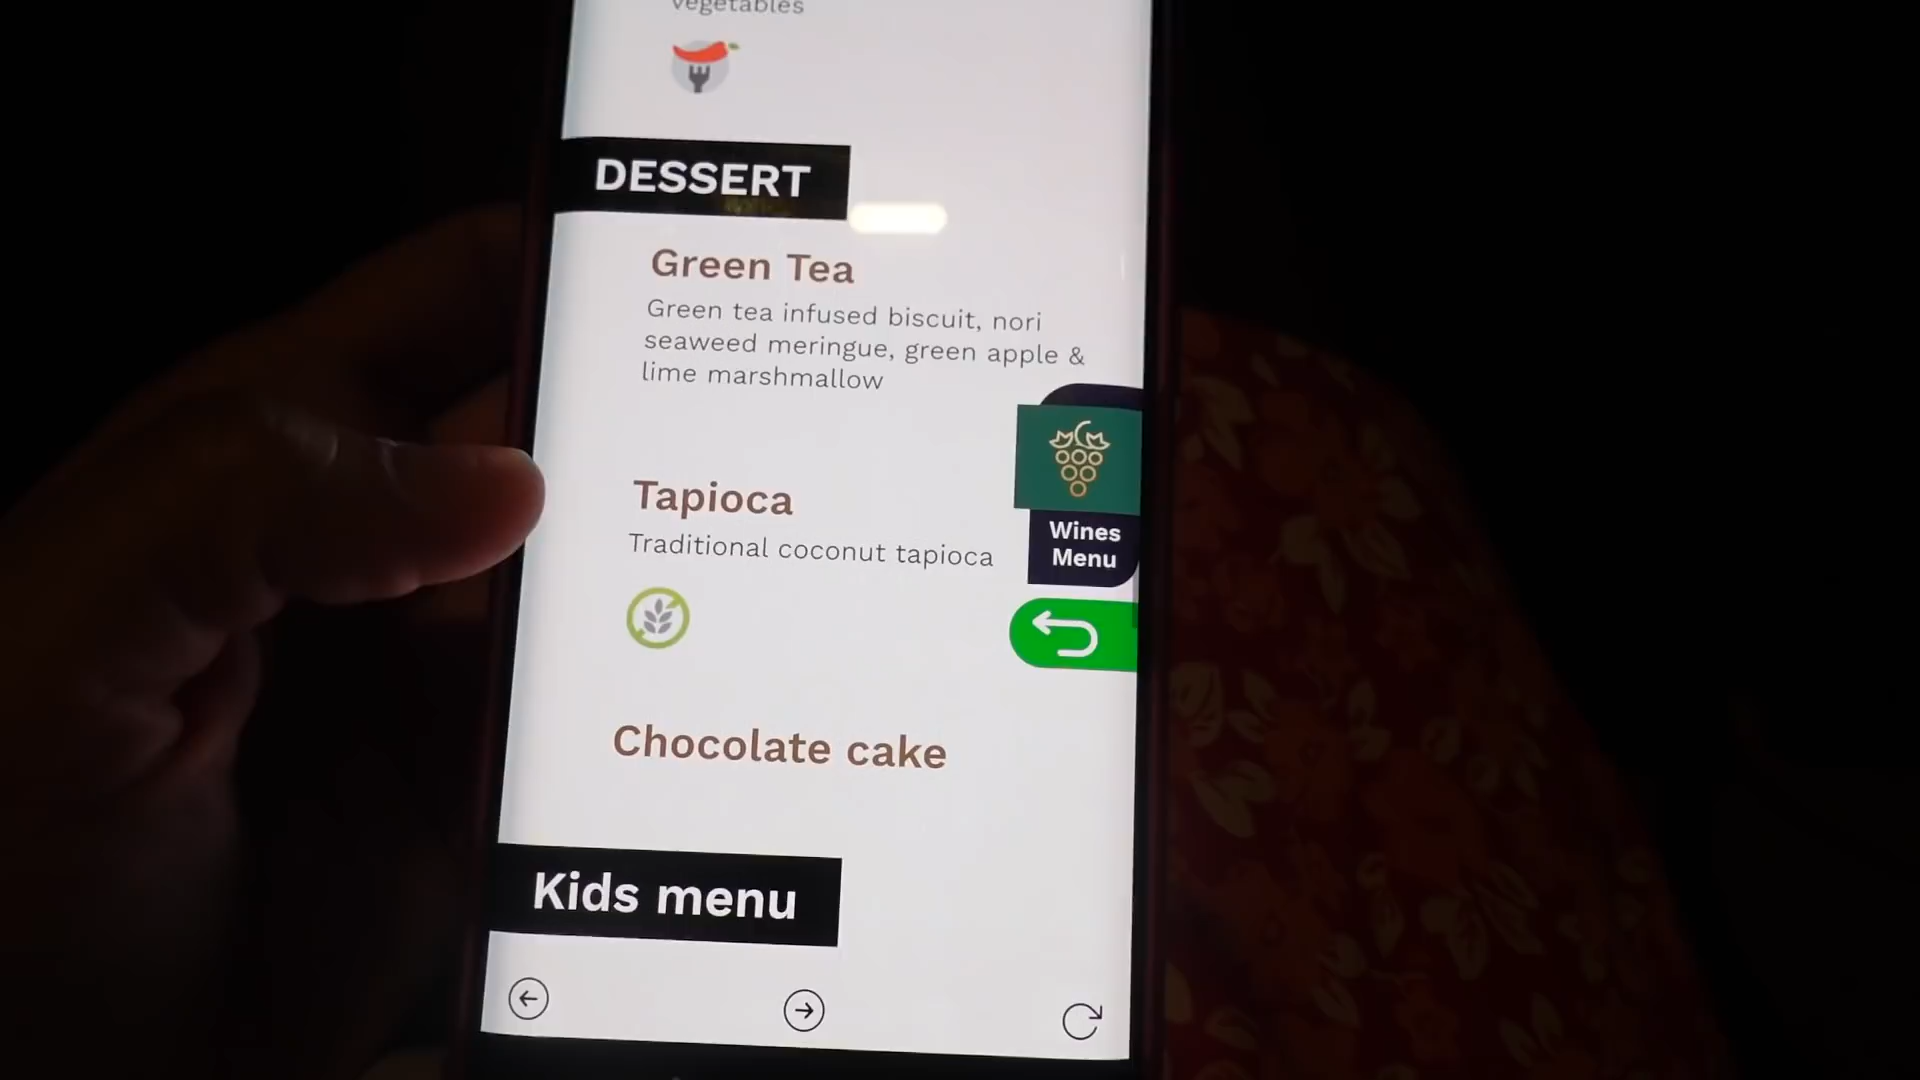 vegetables
DESSERT
Green Tea
Green tea infused biscuit, nori
seaweed meringue, green apple &
lime marshmallow
Tapioca
Traditional coconut tapioca
Wines
Menu
Chocolate cake
Kids menu